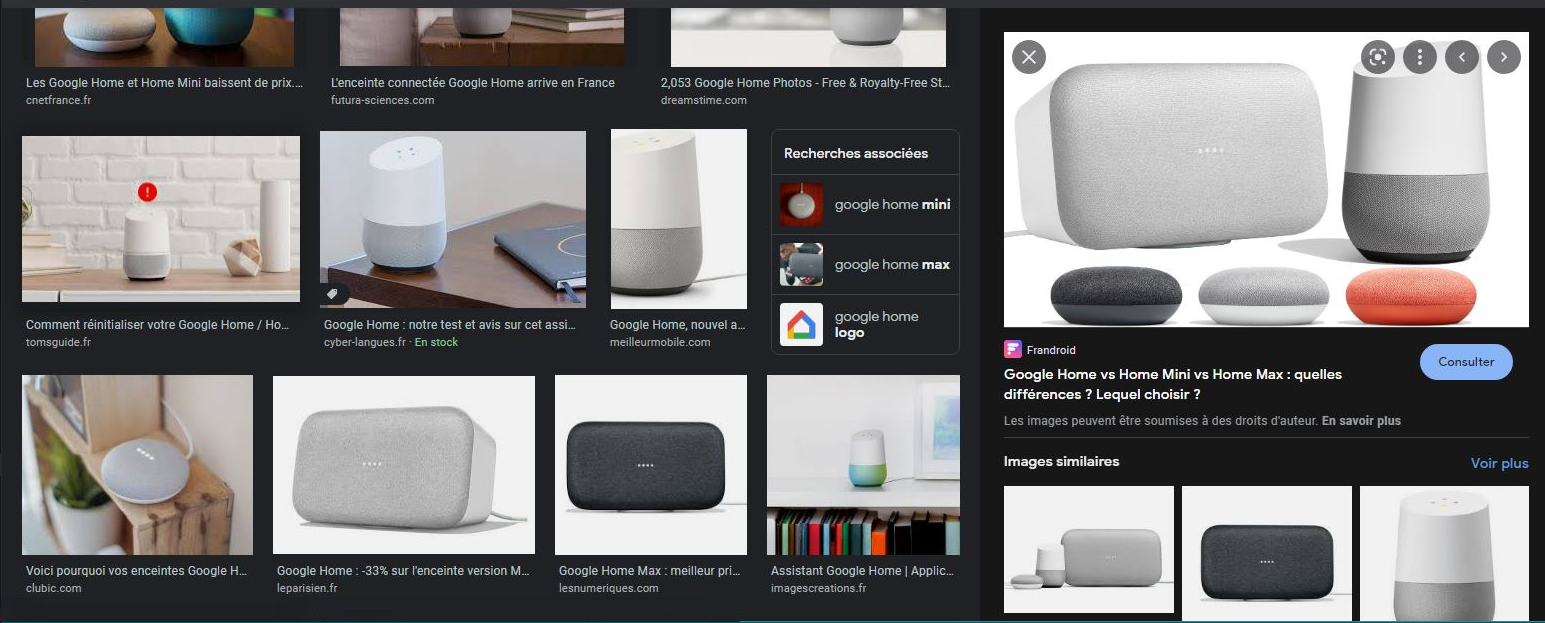 Les Google Home et Home Mini baissent de prix...
cnetfrance.fr
L'enceinte connectée Google Home arrive en France
futura-sciences.com
2,053 Google Home Photos - Free & Royalty-Free St...
dreamstime.com
Comment réinitialiser votre Google Home / Ho...
tomsguide.fr
Google Home : notre test et avis sur cet assi...
cyber-langues.fr · En stock
Google Home, nouvel a...
meilleurmobile.com
Recherches associées
google home mini
google home max
google home
logo
Voici pourquoi vos enceintes Google H...
clubic.com
Google Home : -33% sur l'enceinte version M...
leparisien.fr
Google Home Max : meilleur pri...
lesnumeriques.com
Assistant Google Home | Applic...
imagescreations.fr
Frandroid
Google Home vs Home Mini vs Home Max : quelles
différences ? Lequel choisir ?
Consulter
Les images peuvent être soumises à des droits d'auteur. En savoir plus
Images similaires
Voir plus